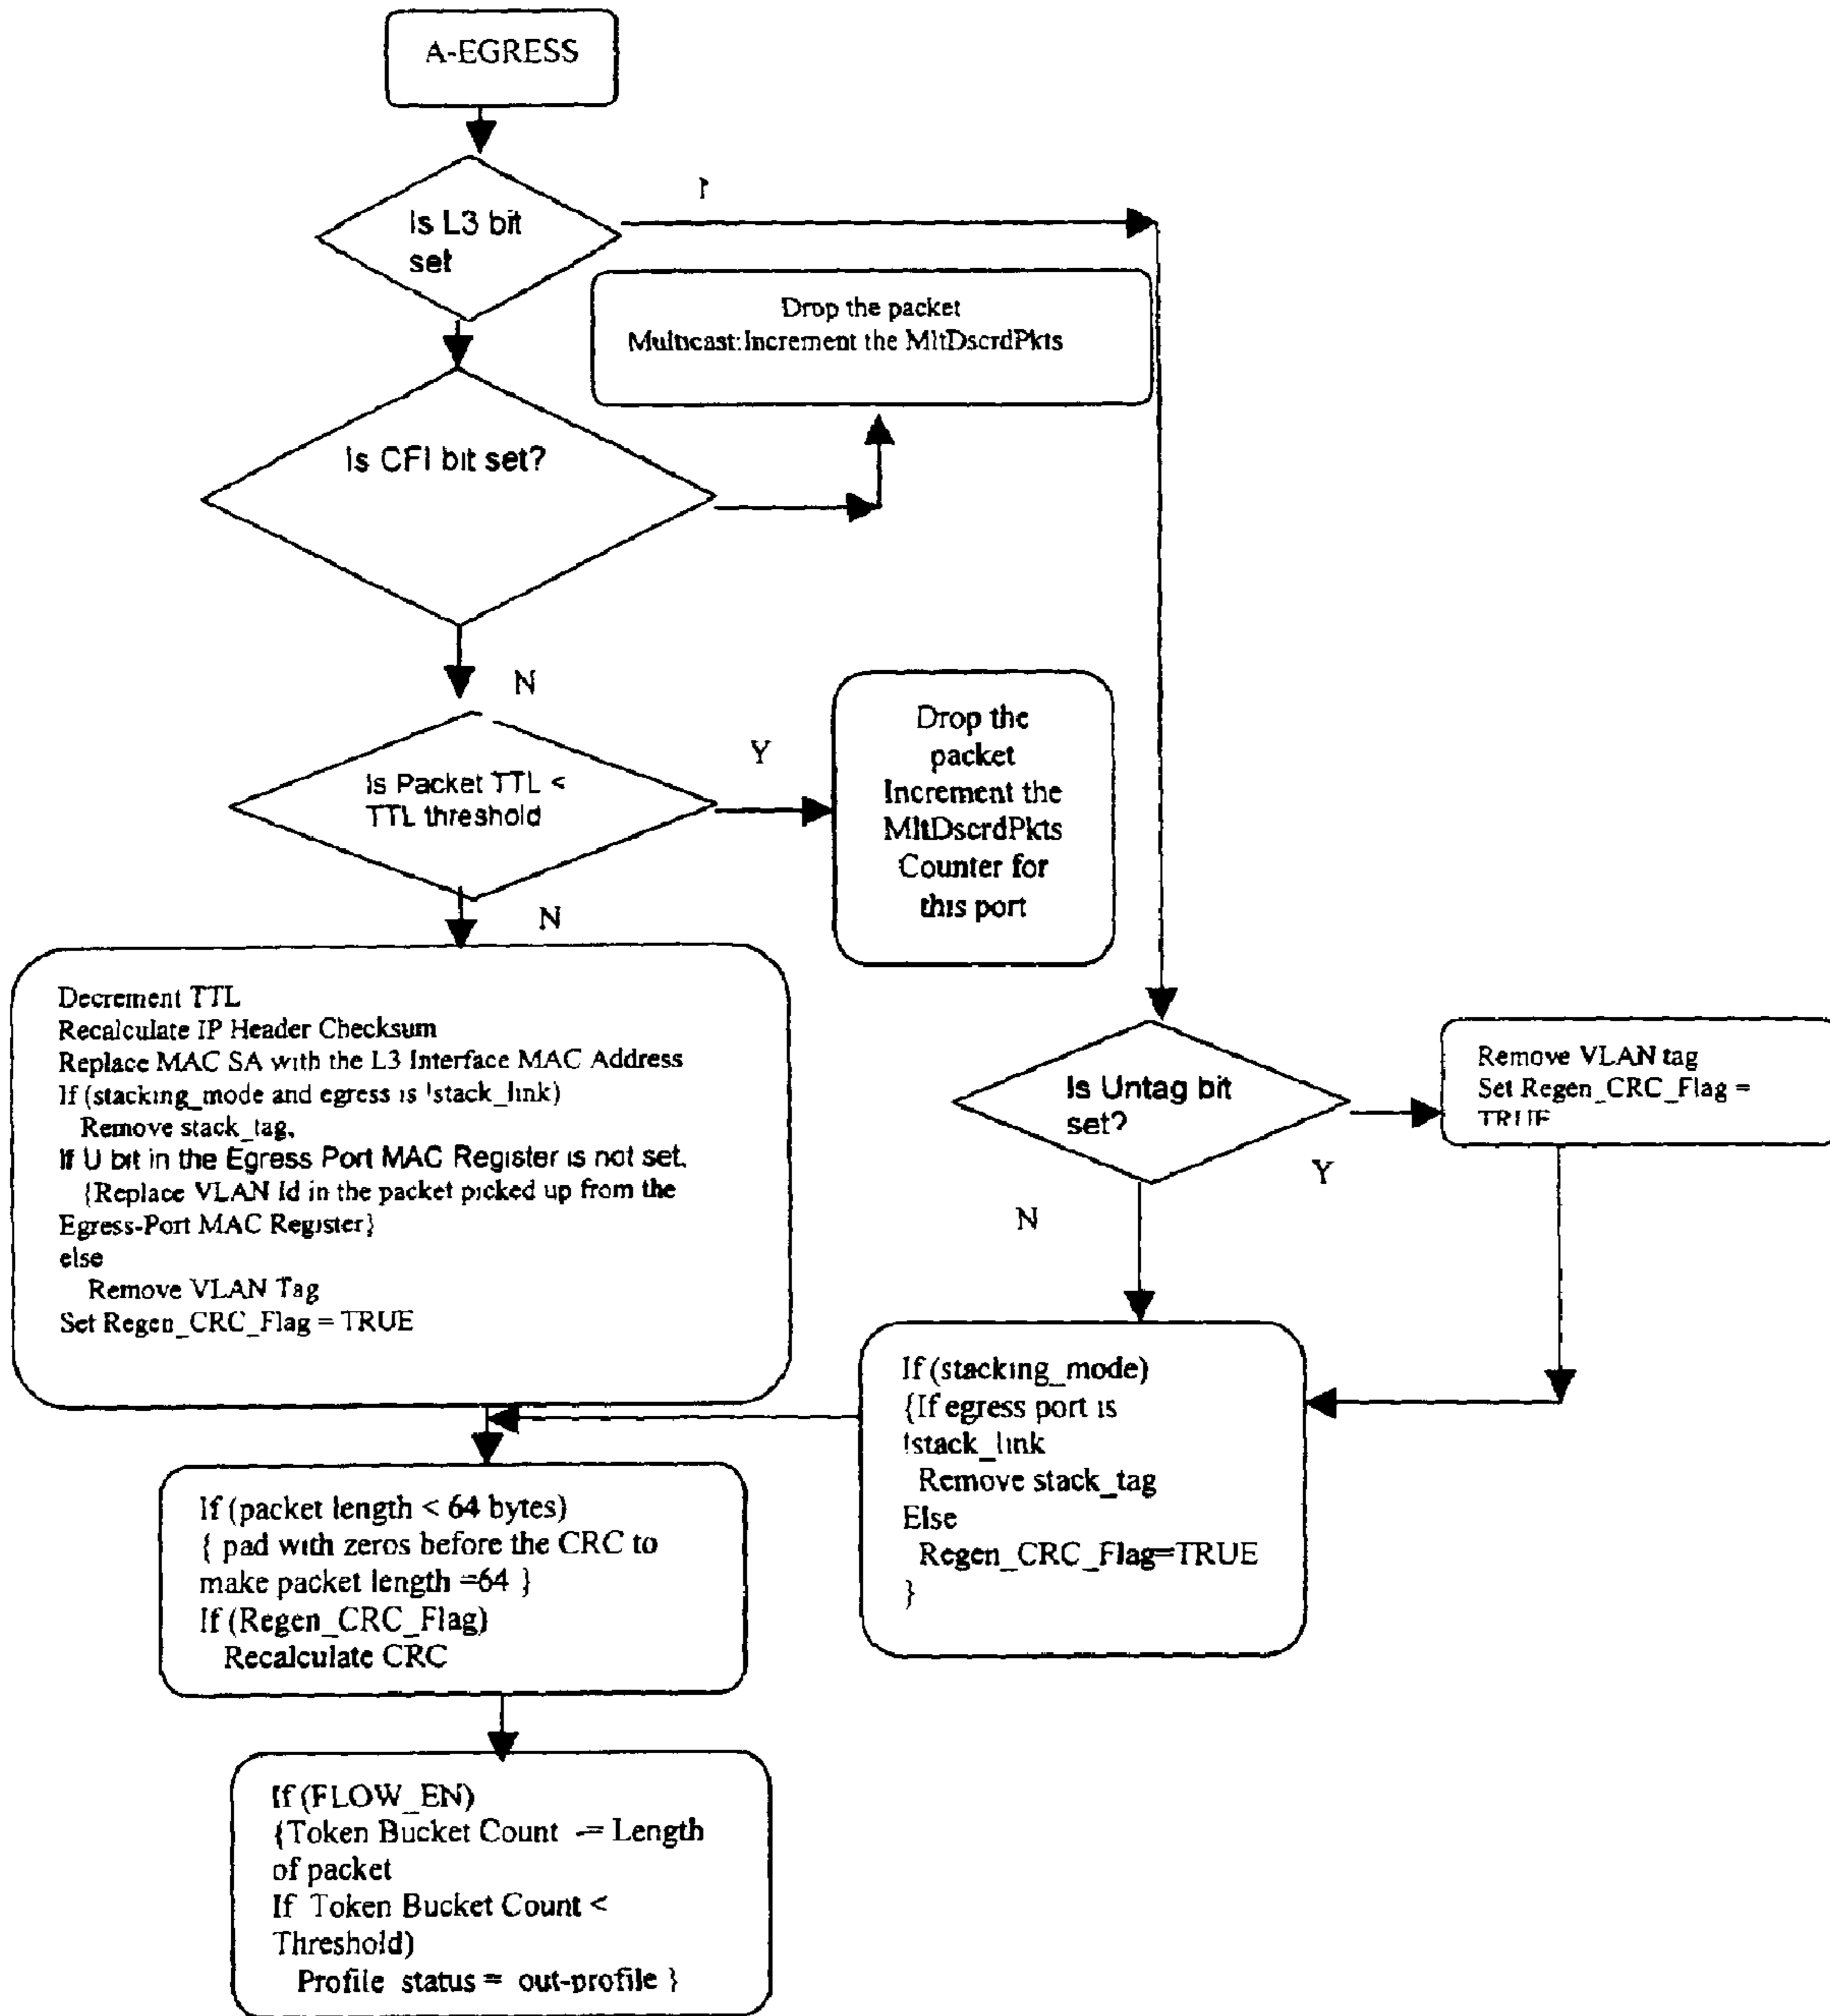 A-EGRESS
Is L3 bit
set
Drop the packet
Multicast:Increment the MltDscrdPkts
Is CFI bit set?
N
Is Packet TTL <
TTL threshold
Y
Drop the
packet
Increment the
MltDscrdPkts
Counter for
this port
N
Decrement TTL
Recalculate IP Header Checksum
Replace MAC SA with the L3 Interface MAC Address
If (stacking_mode and egress is !stack_link)
Remove stack_tag,
If U bit in the Egress Port MAC Register is not set.
{Replace VLAN Id in the packet picked up from the
Egress-Port MAC Register}
else
Remove VLAN Tag
Set Regen_CRC_Flag = TRUE
Is Untag bit
set?
Y
N
Remove VLAN tag
Set Regen_CRC_Flag =
TRUE
If (stacking_mode)
{If egress port is
!stack_link
Remove stack_tag
Else
Regen_CRC_Flag=TRUE
}
If (packet length < 64 bytes)
{ pad with zeros before the CRC to
make packet length =64 }
If (Regen_CRC_Flag)
Recalculate CRC
If (FLOW_EN)
{Token Bucket Count -= Length
of packet
If Token Bucket Count <
Threshold)
Profile status = out-profile }